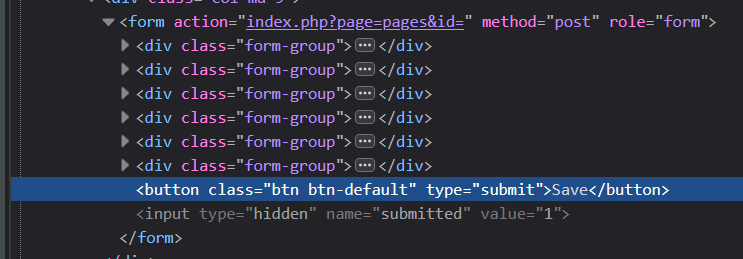 <div class="col-md-9">
<form action="index.php?page=pages&id=" method="post" role="form">
<div class="form-group"> ••• </div>
<div class="form-group"> ••• </div>
<div class="form-group"> ••• </div>
<div class="form-group"> ••• </div>
<div class="form-group"> ••• </div>
<div class="form-group"> ••• </div>
<button class="btn btn-default" type="submit">Save</button>
<input type="hidden" name="submitted" value="1">
</form>
</div>